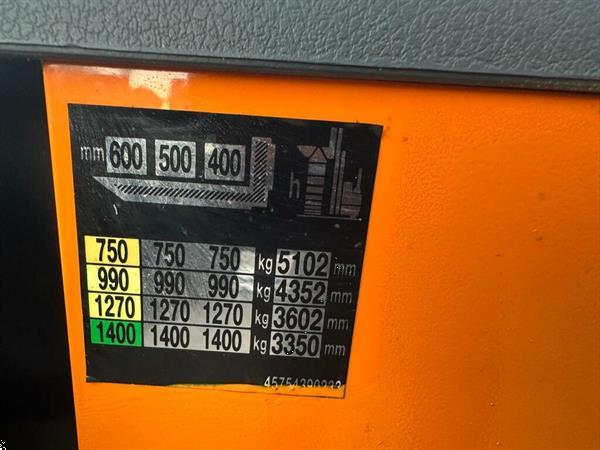 mm 600 500 400
h
750 750 750 kg 5102 mm
990 990 990 kg 4352 mm
1270 1270 1270 kg 3602 mm
1400 1400 1400 kg 3350 mm